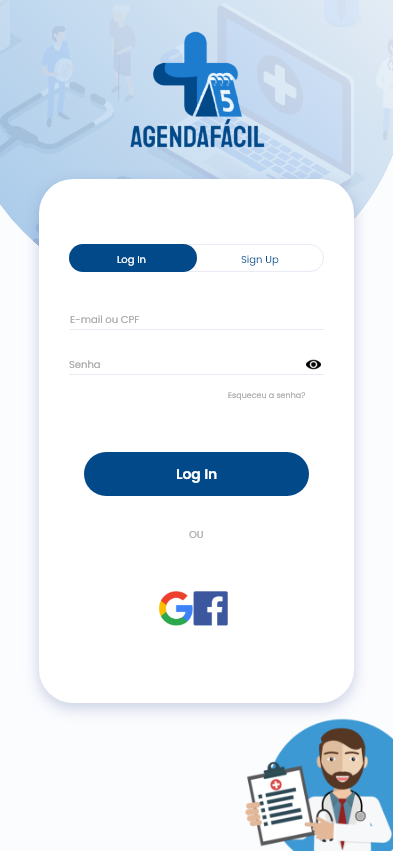 5
AGENDAFÁCIL
Log In
Sign Up
E-mail ou CPF
Senha
Esqueceu a senha?
Log In
OU